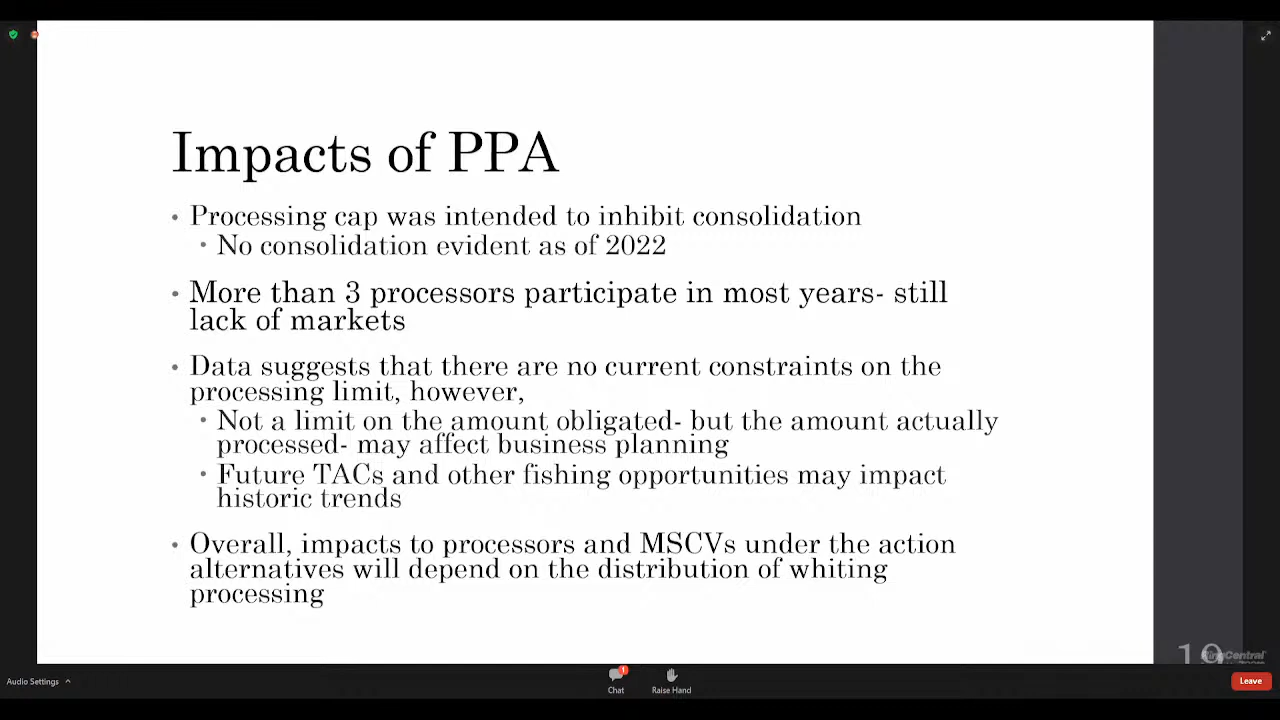 Impacts of PPA
• Processing cap was intended to inhibit consolidation
• No consolidation evident as of 2022
• More than 3 processors participate in most years- still
lack of markets
• Data suggests that there are no current constraints on the
processing limit, however,
• Not a limit on the amount obligated- but the amount actually
processed- may affect business planning
• Future TACs and other fishing opportunities may impact
historic trends
• Overall, impacts to processors and MSCVs under the action
alternatives will depend on the distribution of whiting
processing
19
RingCentral
Audio Settings
1
Chat
Raise Hand
Leave